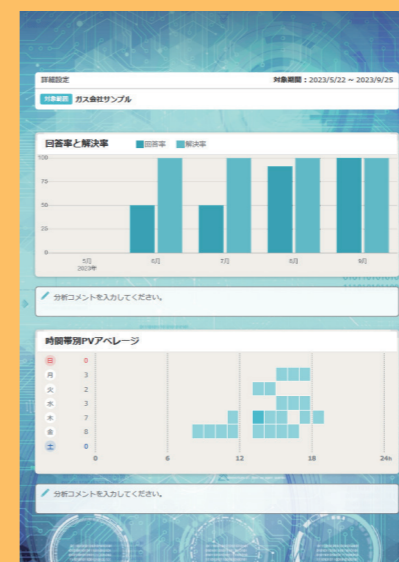 詳細設定 対象期間：2023/5/22 ~ 2023/9/25
対象範囲 ガス会社サンプル
回答率と解決率 回答率 解決率
100
75
50
25
0
5月 6月 7月 8月 9月
2023年
分析コメントを入力してください。
時間帯別PVアベレージ
日 0
月 3
火 2
水 3
木 7
金 8
土 0
0 6 12 18 24h
分析コメントを入力してください。